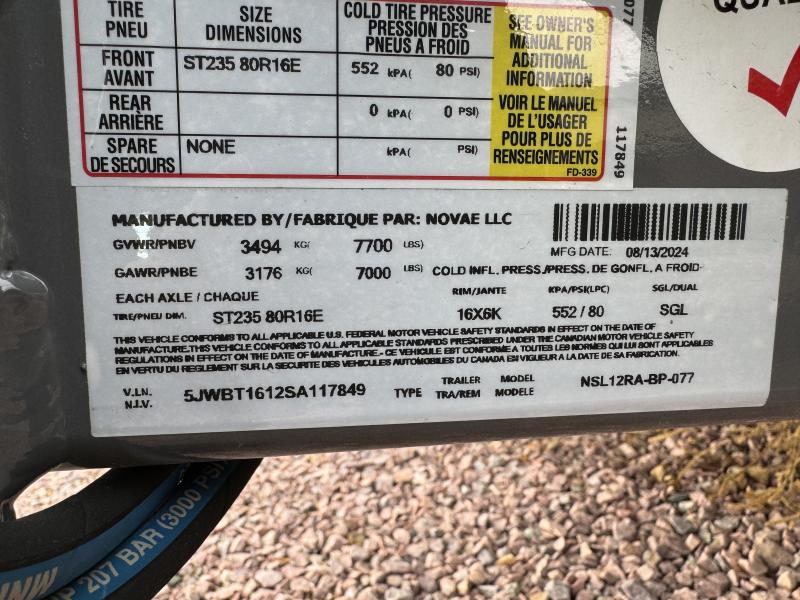 TIRE SIZE COLD TIRE PRESSURE SEE OWNER'S
PNEU DIMENSIONS PRESSION DES MANUAL FOR
PNEUS A FROID ADDITIONAL
INFORMATION
FRONT ST235 80R16E 552 kPA( 80 PSI)
AVANT
REAR 0 kPA( 0 PSI) VOIR LE MANUEL
ARRIÈRE DE L'USAGER
POUR PLUS DE
SPARE NONE kPA( PSI) RENSEIGNEMENTS
DE SECOURS FD-339
077
117849
MANUFACTURED BY/FABRIQUE PAR: NOVAE LLC
GVWR/PNBV 3494 KG( 7700 LBS) MFG DATE: 08/13/2024
GAWR/PNBE 3176 KG( 7000 LBS) COLD INFL. PRESS./PRESS. DE GONFL. A FROID
EACH AXLE / CHAQUE RIM/JANTE KPA/PSI(LPC) SGL/DUAL
TIRE/PNEU DIM. ST235 80R16E 16X6K 552 / 80 SGL
THIS VEHICLE CONFORMS TO ALL APPLICABLE U.S. FEDERAL MOTOR VEHICLE SAFETY STANDARDS IN EFFECT ON THE DATE OF
MANUFACTURE.THIS VEHICLE CONFORMS TO ALL APPLICABLE STANDARDS PRESCRIBED UNDER THE CANADIAN MOTOR VEHICLE SAFETY
REGULATIONS IN EFFECT ON THE DATE OF MANUFACTURE.- CE VEHICULE EST CONFORME A TOUTES LES NORMES QUI LUI SONT APPLICABLES
EN VERTU DU REGLEMENT SUR LA SECURITE DES VEHICULES AUTOMOBILES DU CANADA EN VIGUEUR A LA DATE DE SA FABRICATION.
V.I.N. 5JWBT1612SA117849 TYPE TRAILER MODEL NSL12RA-BP-077
N.I.V. TRA/REM MODELE
207 BAR (3000 PSI